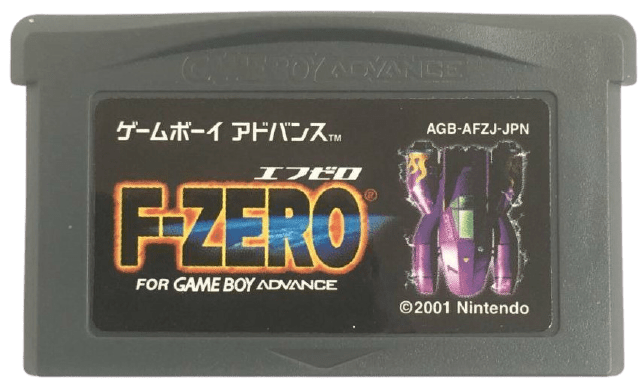 GAME BOY ADVANCE
ゲームボーイ アドバンス™
AGB-AFZJ-JPN
エフゼロ
F-ZERO®
FOR GAME BOY ADVANCE
©2001 Nintendo